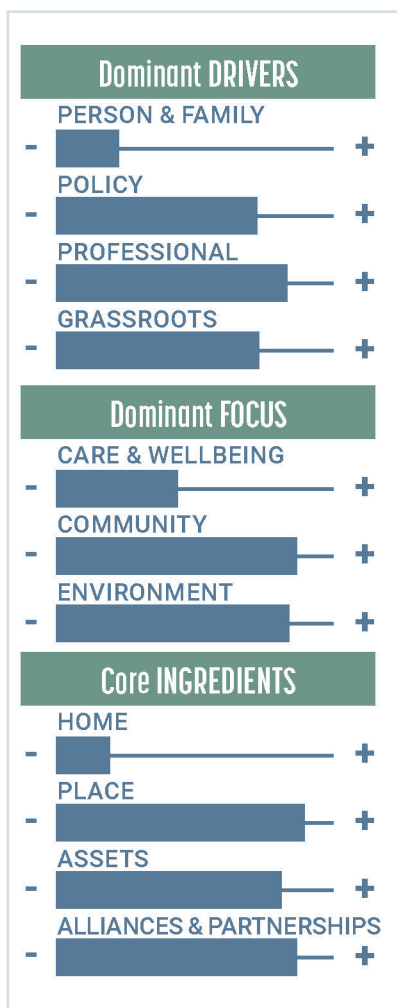 Dominant DRIVERS
PERSON & FAMILY
- +
POLICY
- +
PROFESSIONAL
- +
GRASSROOTS
- +
Dominant FOCUS
CARE & WELLBEING
- +
COMMUNITY
- +
ENVIRONMENT
- +
Core INGREDIENTS
HOME
- +
PLACE
- +
ASSETS
- +
ALLIANCES & PARTNERSHIPS
- +